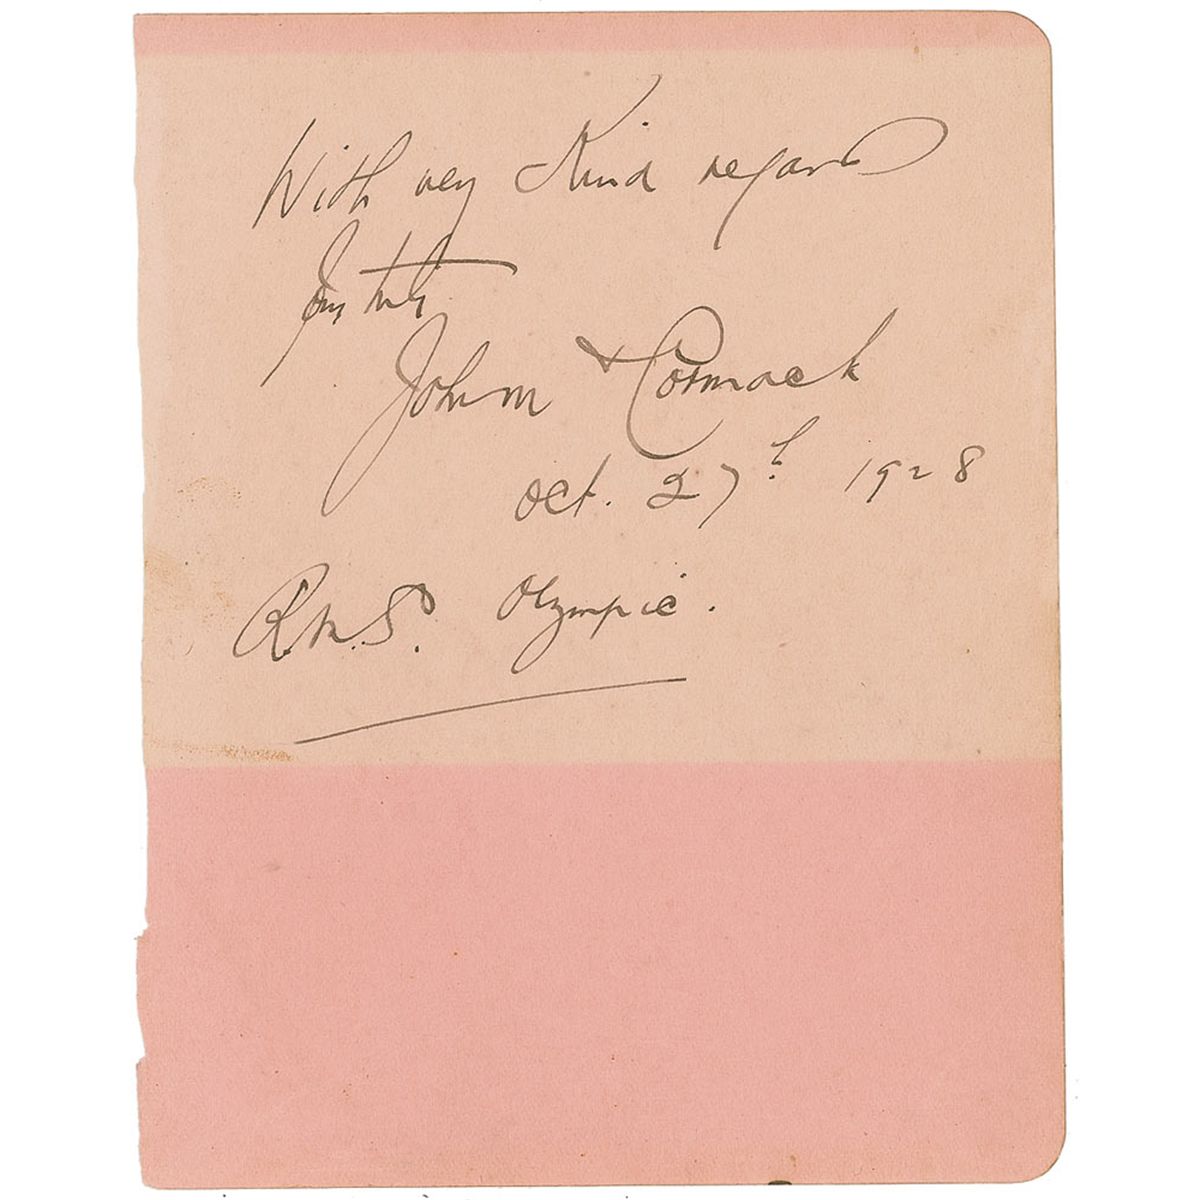 With very Kind regards
Yours truly
John McCormack
Oct. 27th 1928
R.M.S. Olympic.